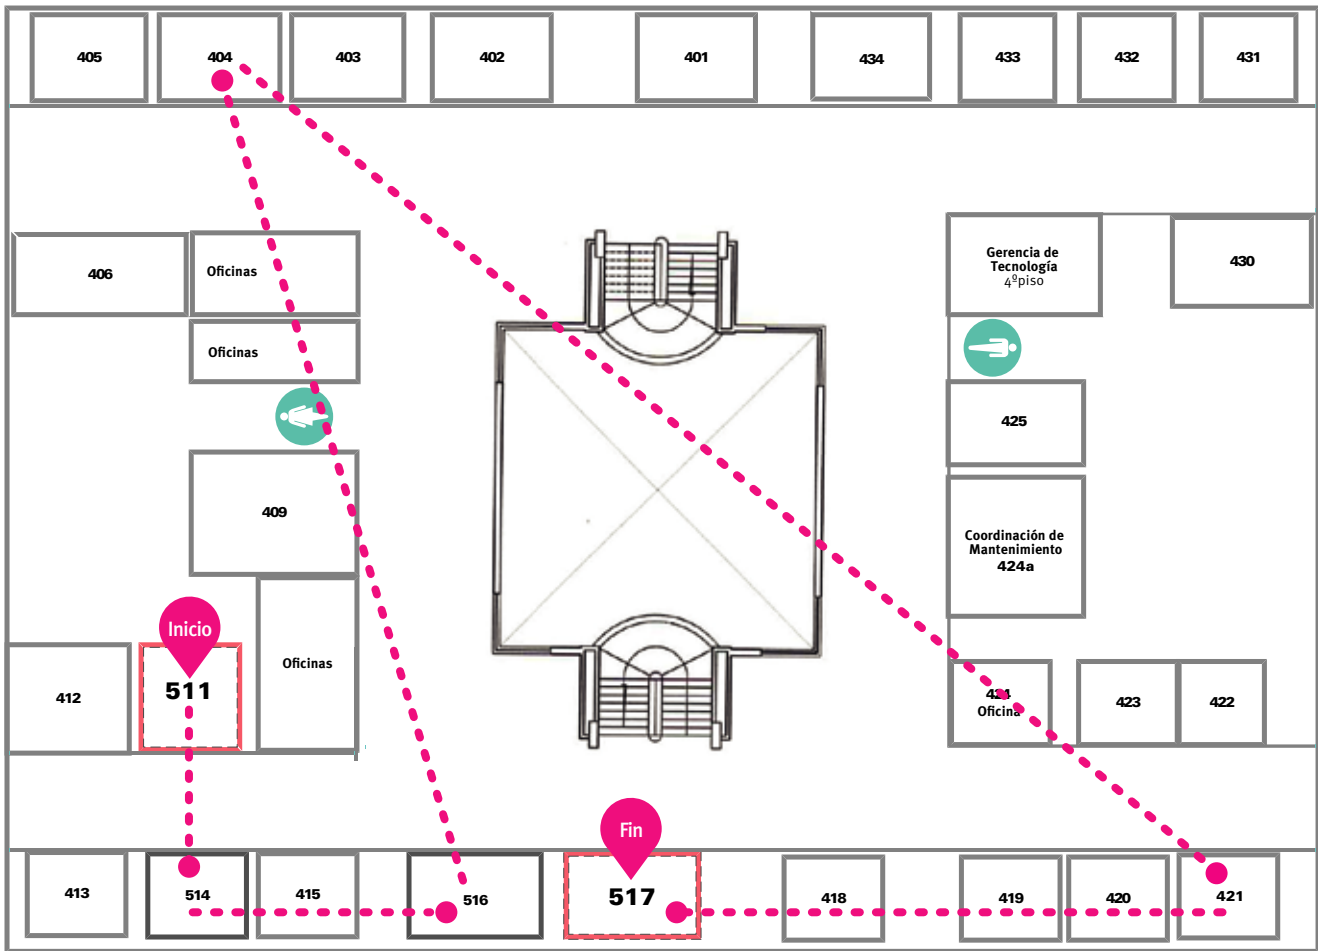 405
404
403
402
401
434
433
432
431
406
Oficinas
Gerencia de
Tecnología
4ºpiso
430
Oficinas
425
409
Coordinación de
Mantenimiento
424a
Inicio
511
412
Oficinas
424
Oficina
423
422
Fin
413
514
415
516
517
418
419
420
421